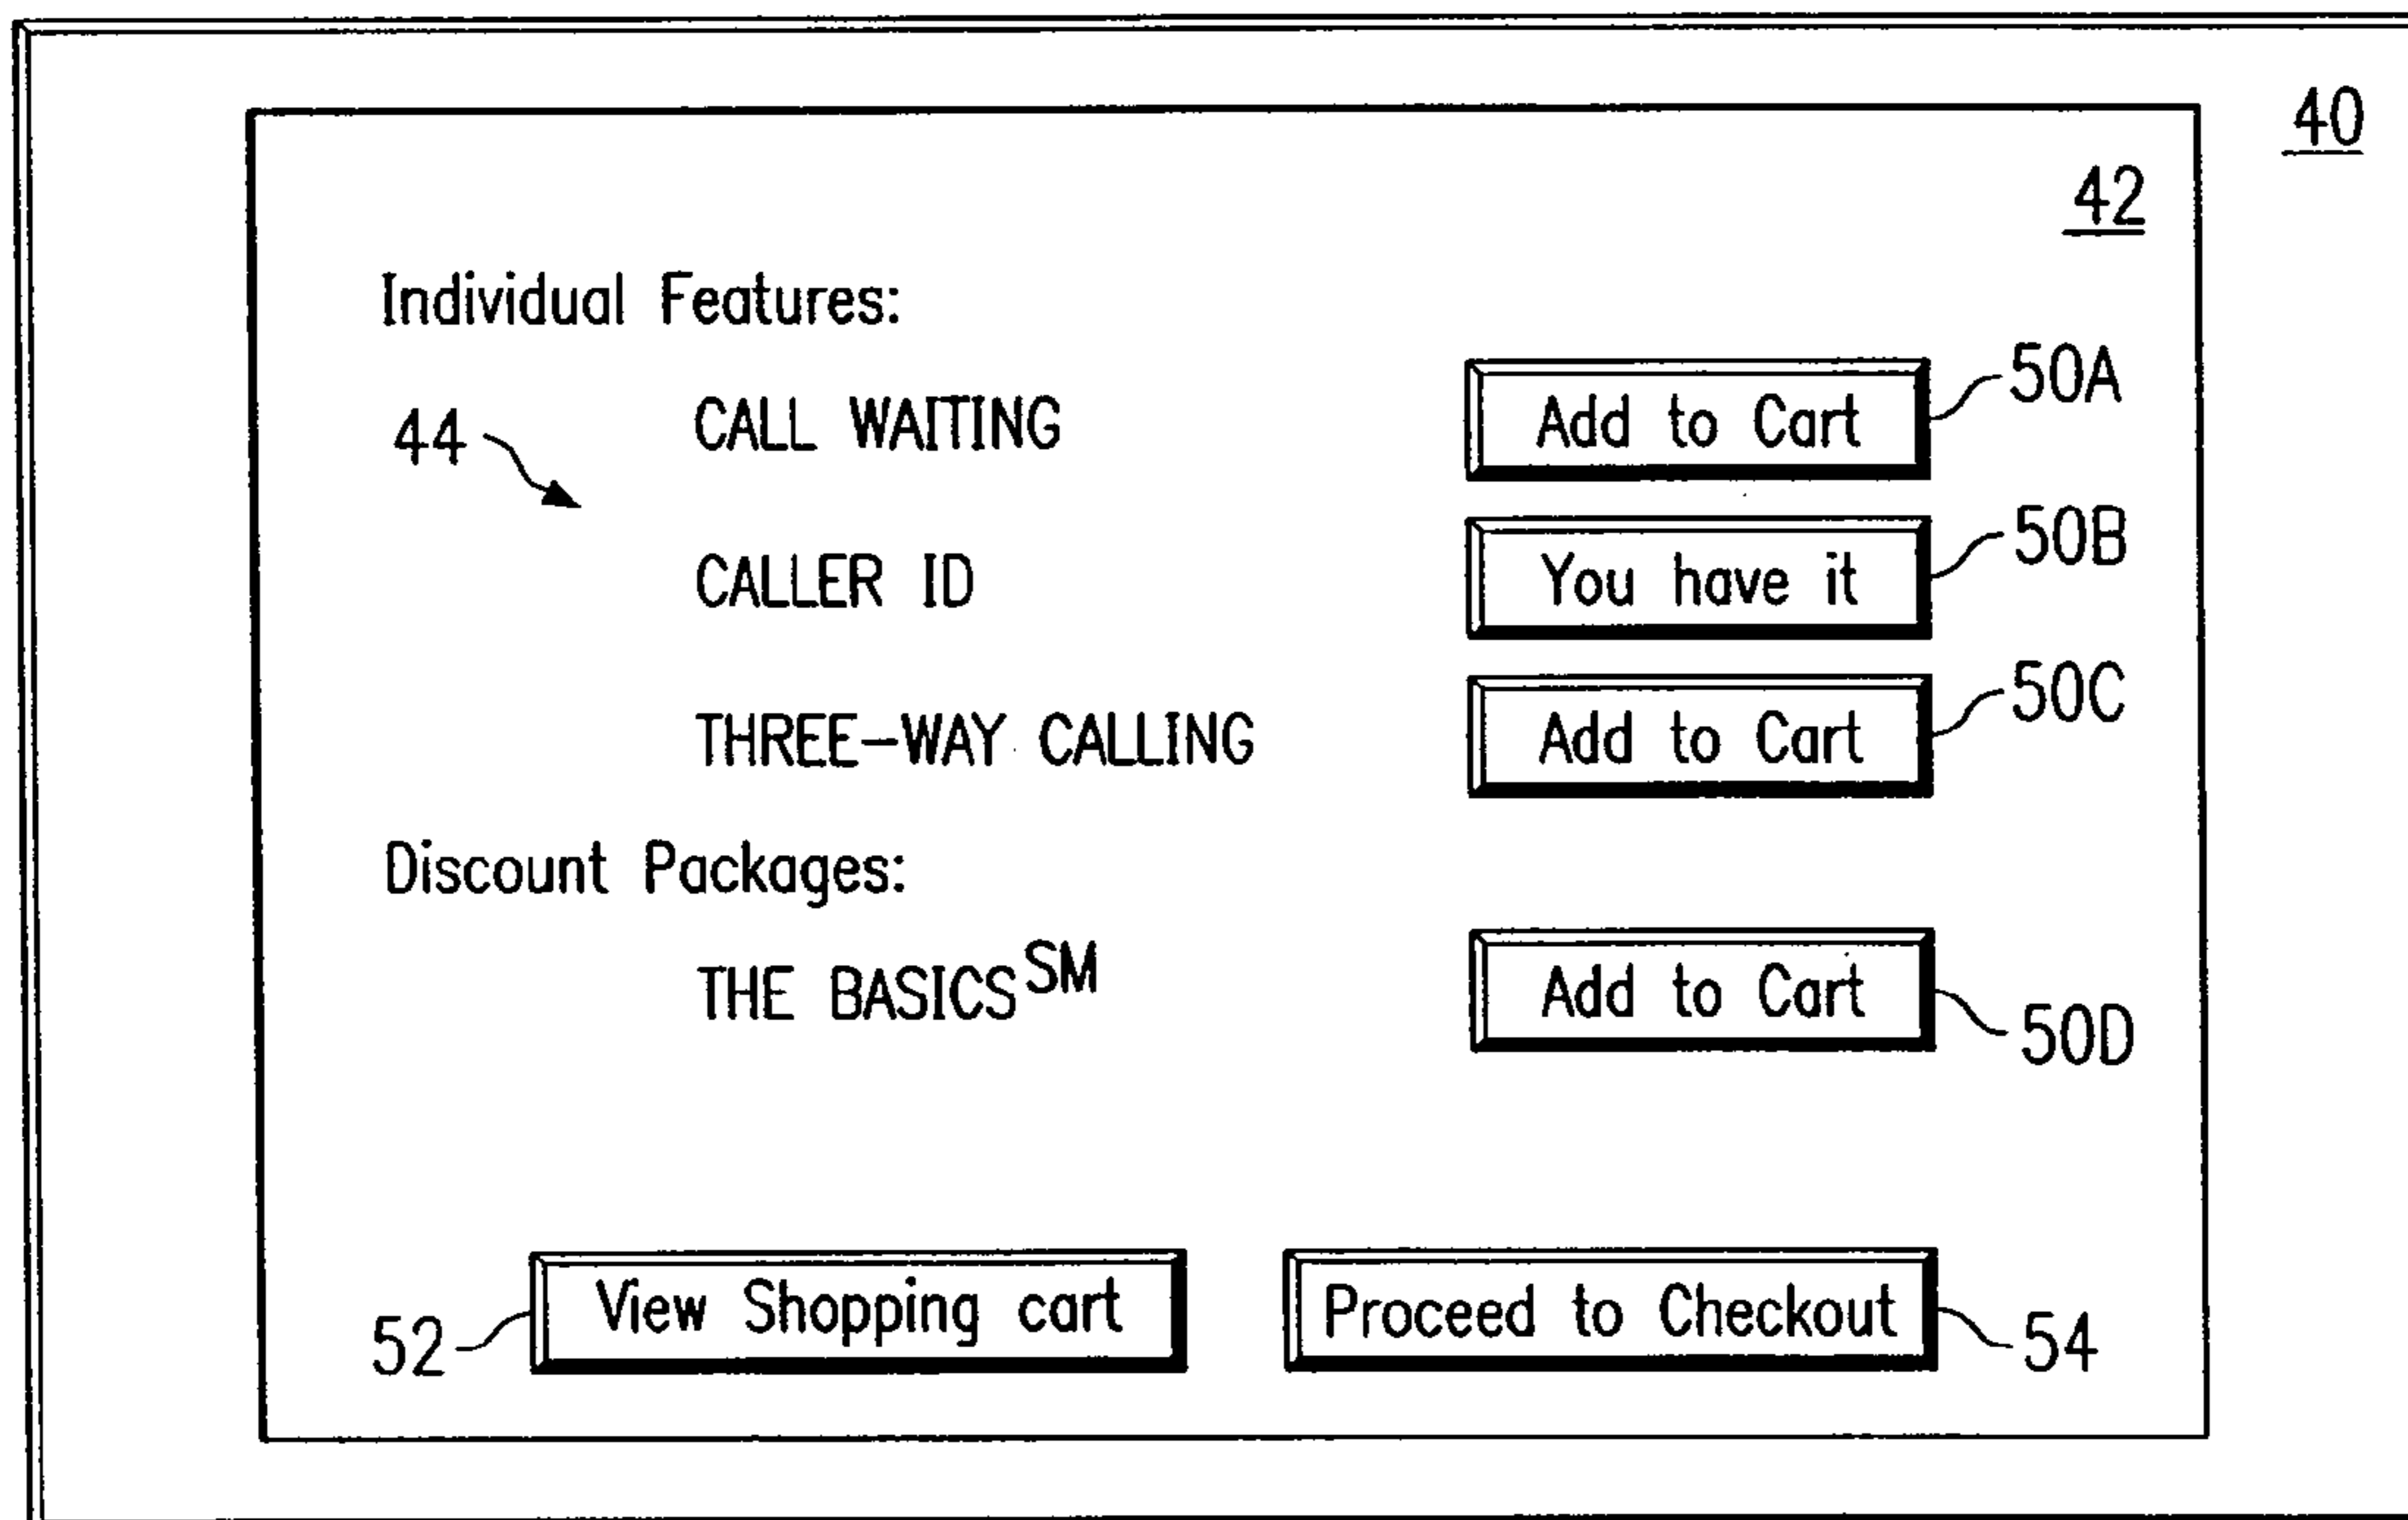 40
42
Individual Features:
44 CALL WAITING Add to Cart 50A
CALLER ID You have it 50B
THREE-WAY CALLING Add to Cart 50C
Discount Packages:
THE BASICS SM Add to Cart 50D
52 View Shopping cart Proceed to Checkout 54